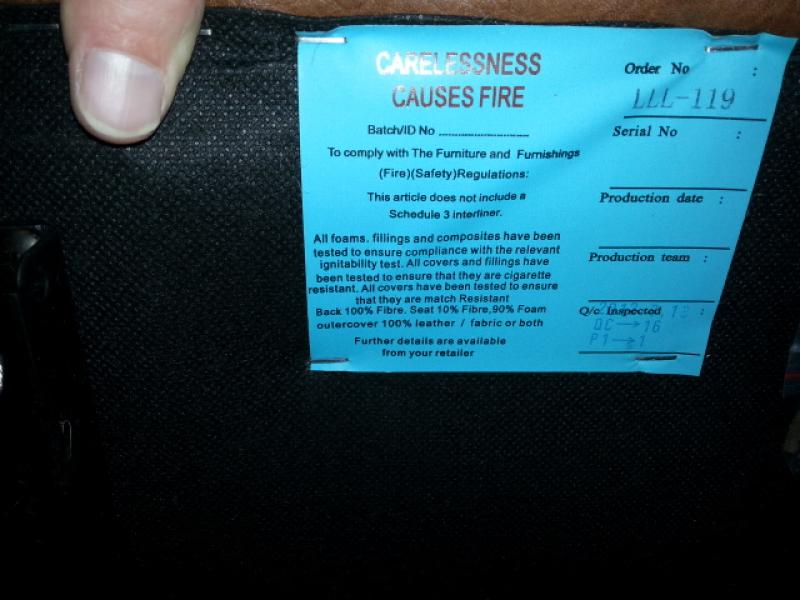 CARELESSNESS
CAUSES FIRE
Batch/ID No
To comply with The Furniture and Furnishings
(Fire)(Safety)Regulations:
This article does not include a
Schedule 3 interliner.
All foams. fillings and composites have been
tested to ensure compliance with the relevant
ignitability test. All covers and fillings have
been tested to ensure that they are cigarette
resistant. All covers have been tested to ensure
that they are match Resistant
Back 100% Fibre. Seat 10% Fibre,90% Foam
outercover 100% leather / fabric or both
Further details are available
from your retailer
Order No :
LLL-119
Serial No :
Production date :
Production team :
Q/c Inspected :
QC→16
P1→1